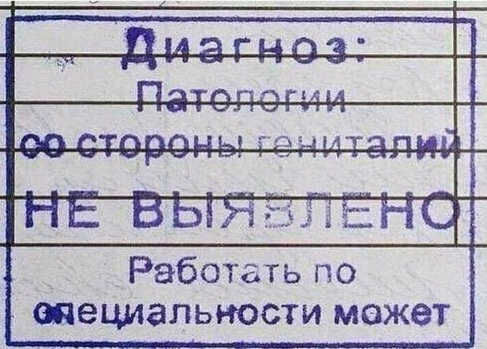 Диагноз:
Патологии
со стороны гениталий
НЕ ВЫЯВЛЕНО
Работать по
специальности может